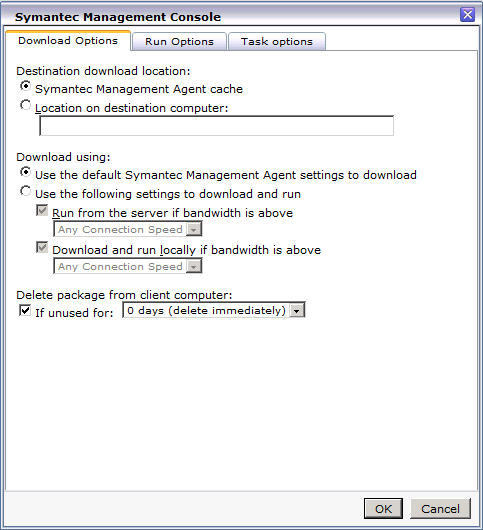 Symantec Management Console
Download Options Run Options Task options
Destination download location:
Symantec Management Agent cache
Location on destination computer:
Download using:
Use the default Symantec Management Agent settings to download
Use the following settings to download and run
Run from the server if bandwidth is above
Any Connection Speed
Download and run locally if bandwidth is above
Any Connection Speed
Delete package from client computer:
If unused for: 0 days (delete immediately)
OK Cancel